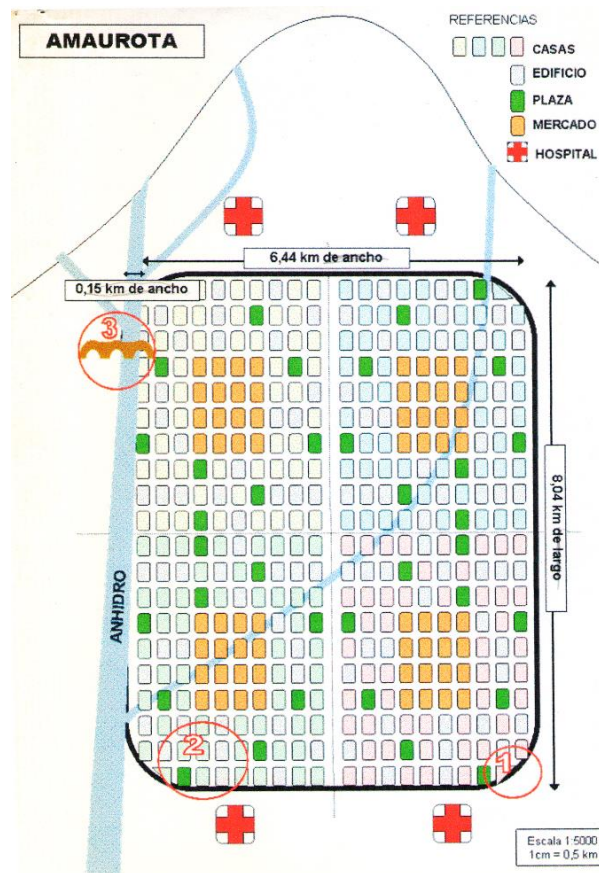 AMAUROTA
REFERENCIAS
CASAS
EDIFICIO
PLAZA
MERCADO
HOSPITAL
6,44 km de ancho
0,15 km de ancho
3
8,04 km de largo
ANHIDRO
2
1
Escala 1:5000
1cm = 0,5 km